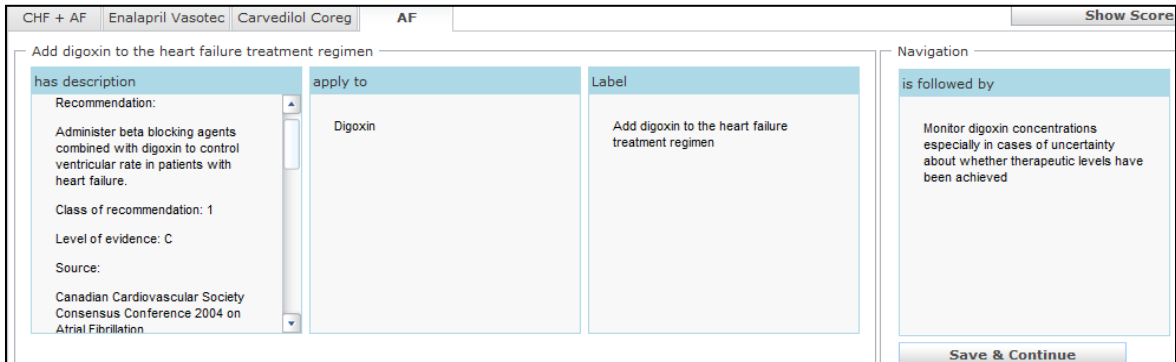 CHF + AF
Enalapril Vasotec
Carvedilol Coreg
AF
Show Score
Add digoxin to the heart failure treatment regimen
Navigation
has description
apply to
Label
is followed by
Recommendation:
Administer beta blocking agents
combined with digoxin to control
ventricular rate in patients with
heart failure.
Class of recommendation: 1
Level of evidence: C
Source:
Canadian Cardiovascular Society
Consensus Conference 2004 on
Atrial Fibrillation
Digoxin
Add digoxin to the heart failure
treatment regimen
Monitor digoxin concentrations
especially in cases of uncertainty
about whether therapeutic levels have
been achieved
Save & Continue